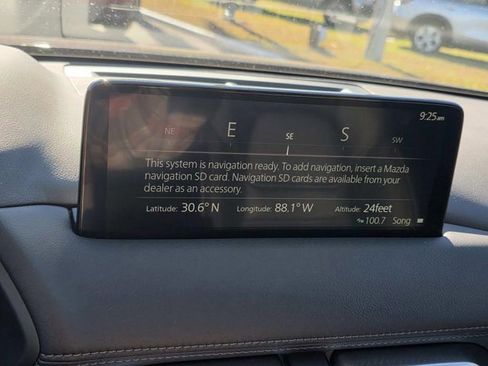 9:25am
NE E SE S SW
This system is navigation ready. To add navigation, insert a Mazda
navigation SD card. Navigation SD cards are available from your
dealer as an accessory.
Latitude: 30.6° N Longitude: 88.1° W Altitude: 24feet
100.7 Song